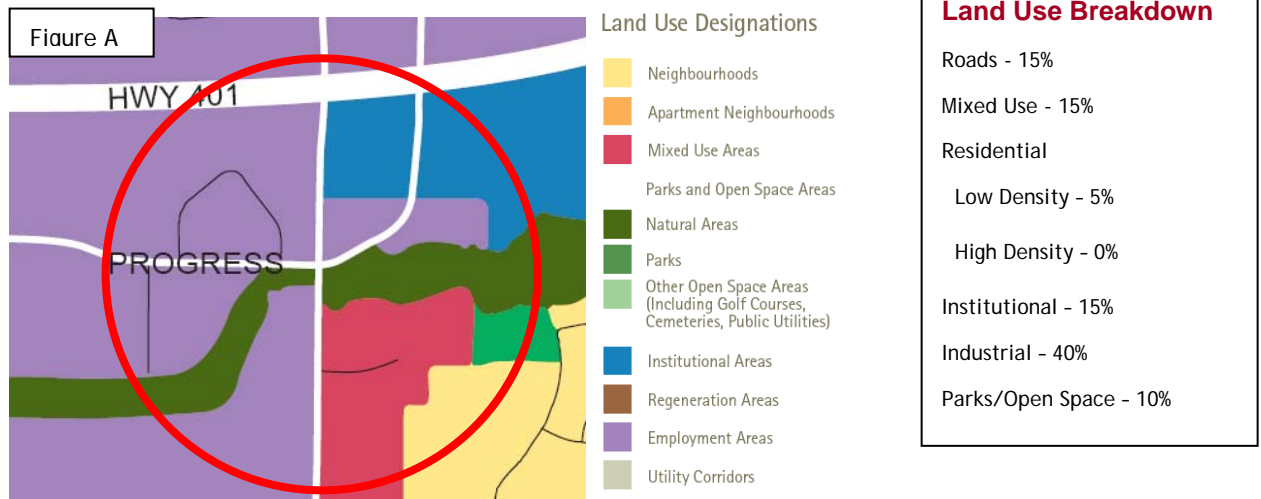 Fiaure A
HWY 401
PROGRESS
Land Use Designations
Neighbourhoods
Apartment Neighbourhoods
Mixed Use Areas
Parks and Open Space Areas
Natural Areas
Parks
Other Open Space Areas
(Including Golf Courses,
Cemeteries, Public Utilities)
Institutional Areas
Regeneration Areas
Employment Areas
Utility Corridors
Land Use Breakdown
Roads - 15%
Mixed Use - 15%
Residential
Low Density - 5%
High Density - 0%
Institutional - 15%
Industrial - 40%
Parks/Open Space - 10%